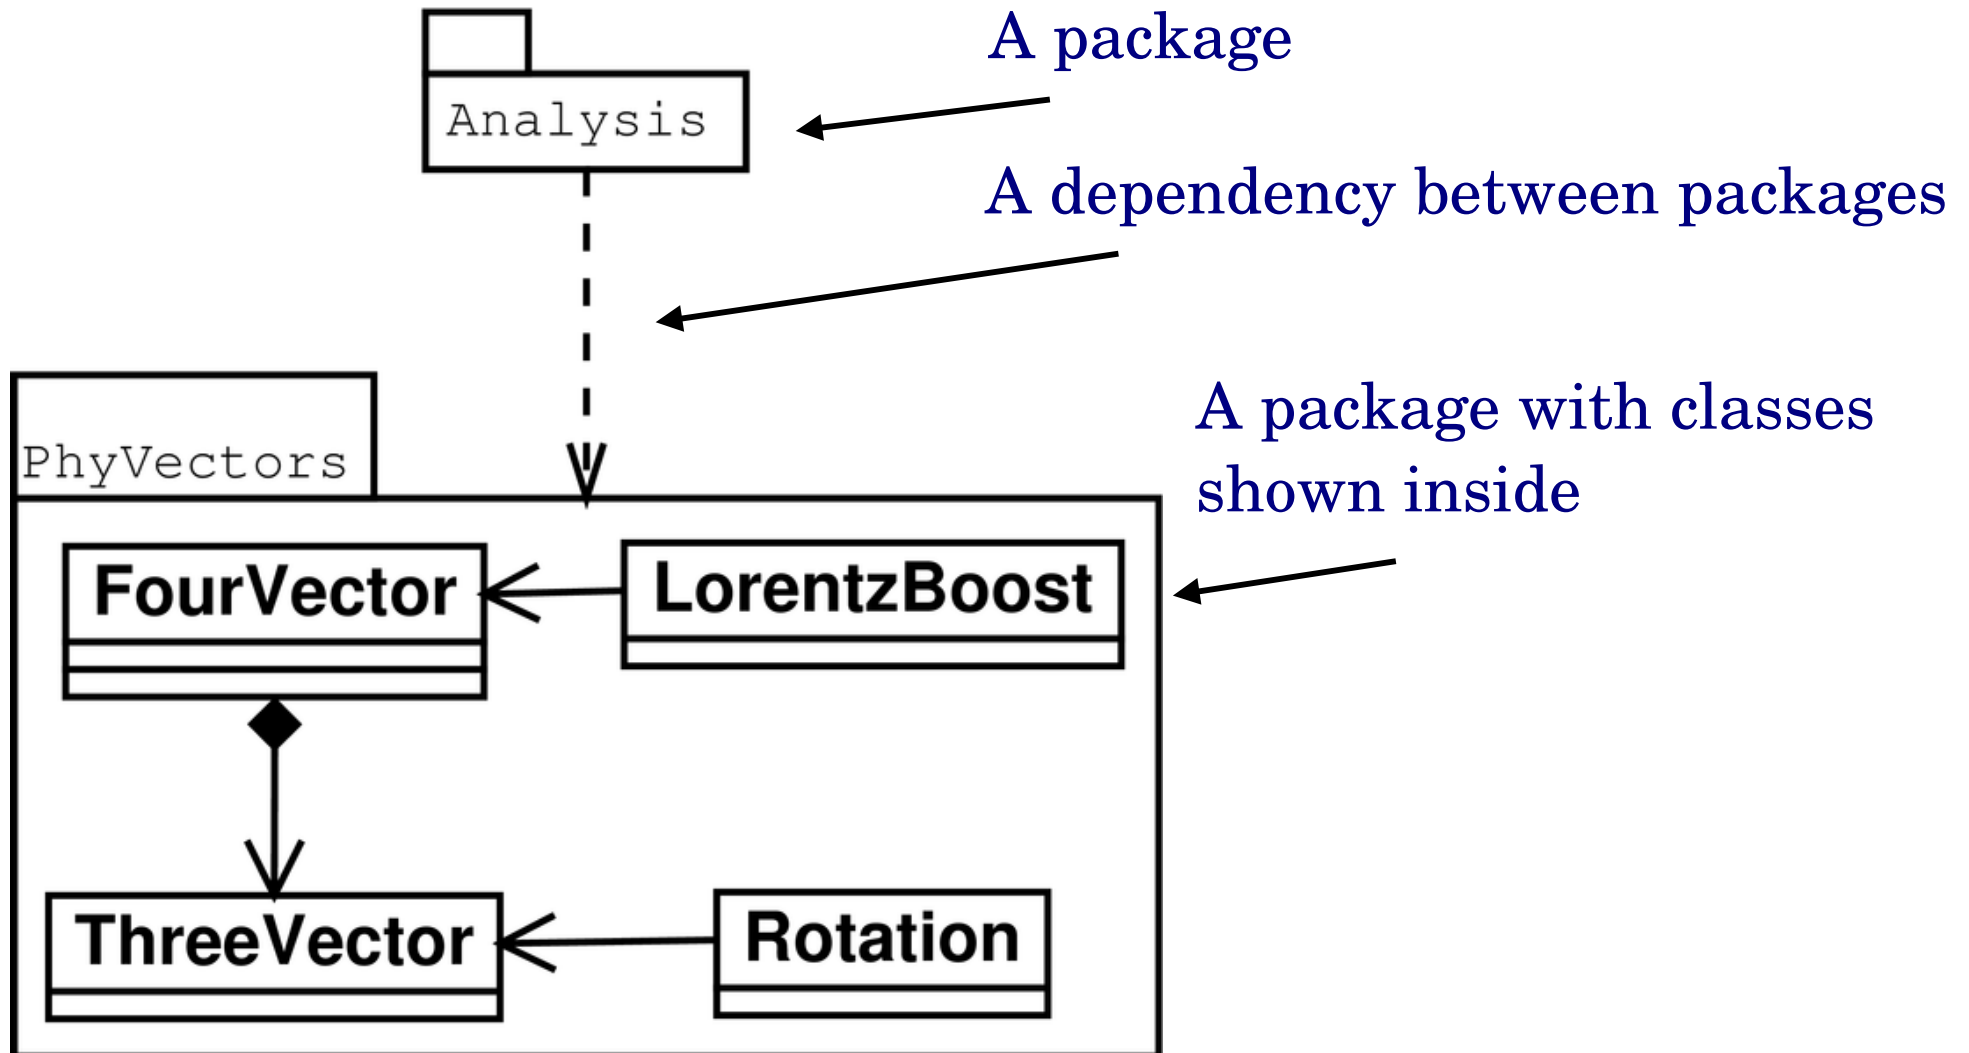 A package
Analysis
A dependency between packages
A package with classes
shown inside
PhyVectors
FourVector
LorentzBoost
ThreeVector
Rotation